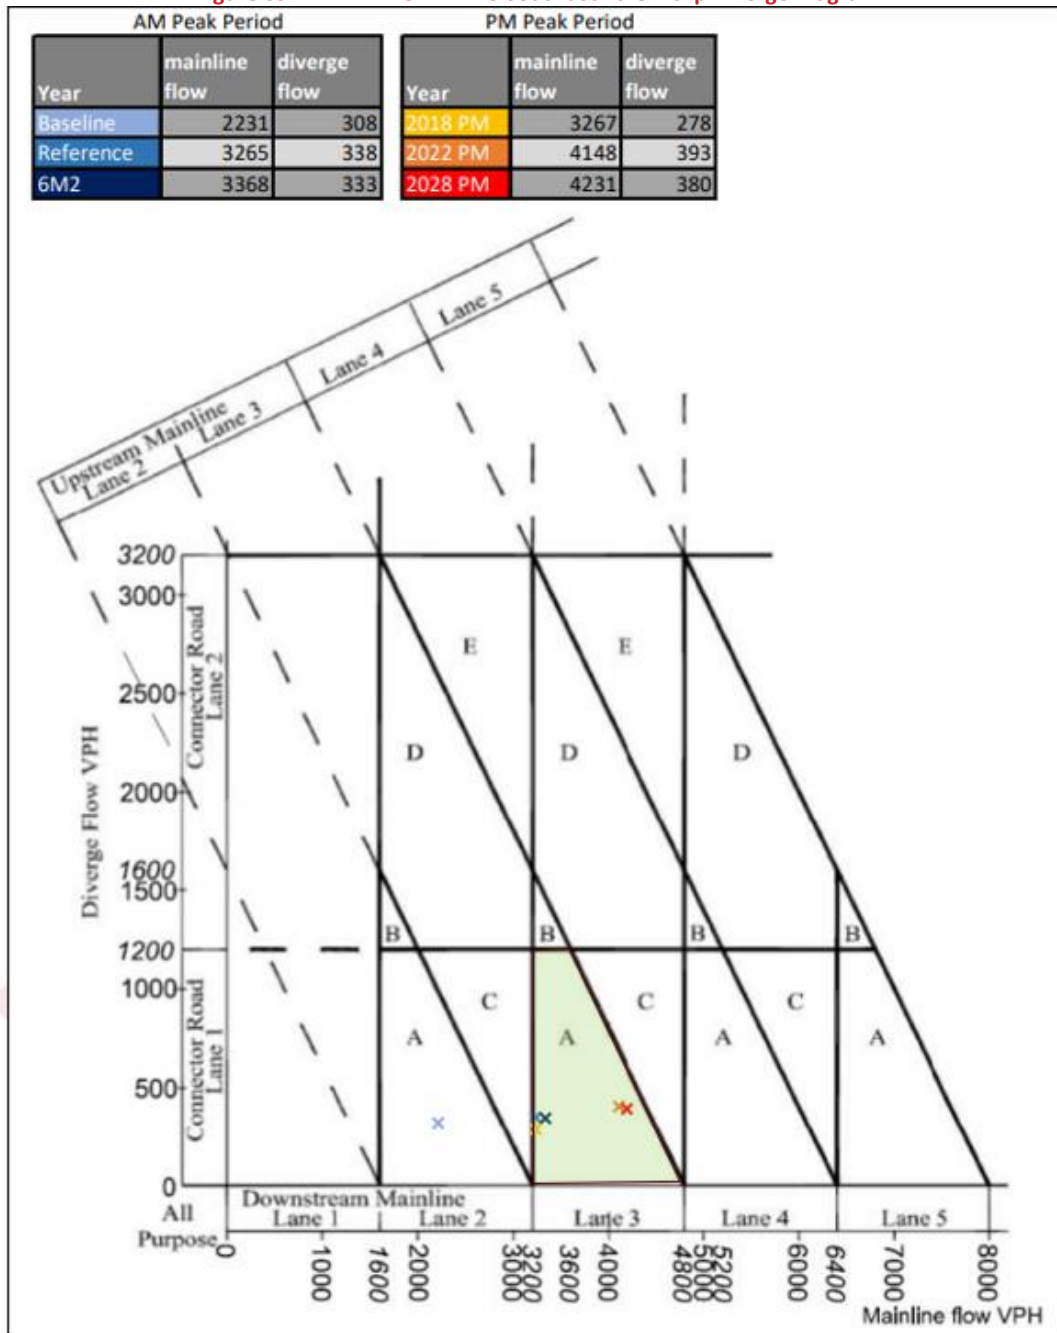 AM Peak Period
Year mainline flow diverge flow
Baseline 2231 308
Reference 3265 338
6M2 3368 333
PM Peak Period
Year mainline flow diverge flow
2018 PM 3267 278
2022 PM 4148 393
2028 PM 4231 380
Upstream Mainline
Lane 2
Lane 3
Lane 4
Lane 5
Diverge Flow VPH
Connector Road
Lane 2
Connector Road
Lane 1
3200
3000
2500
2000
1600
1500
1200
1000
500
0
E
E
D
D
D
B
B
B
B
C
C
C
A
A
A
A
Downstream Mainline
All Purpose
Lane 1
Lane 2
Lane 3
Lane 4
Lane 5
0
1000
1600
2000
3000
3200
3600
4000
4800
5000
5200
6000
6400
7000
8000
Mainline flow VPH